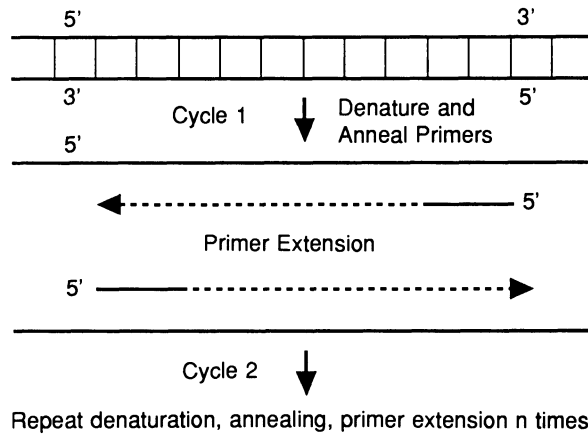 5' 3'
3' 5'
Cycle 1
Denature and
Anneal Primers
5'
5'
Primer Extension
5'
Cycle 2
Repeat denaturation, annealing, primer extension n times